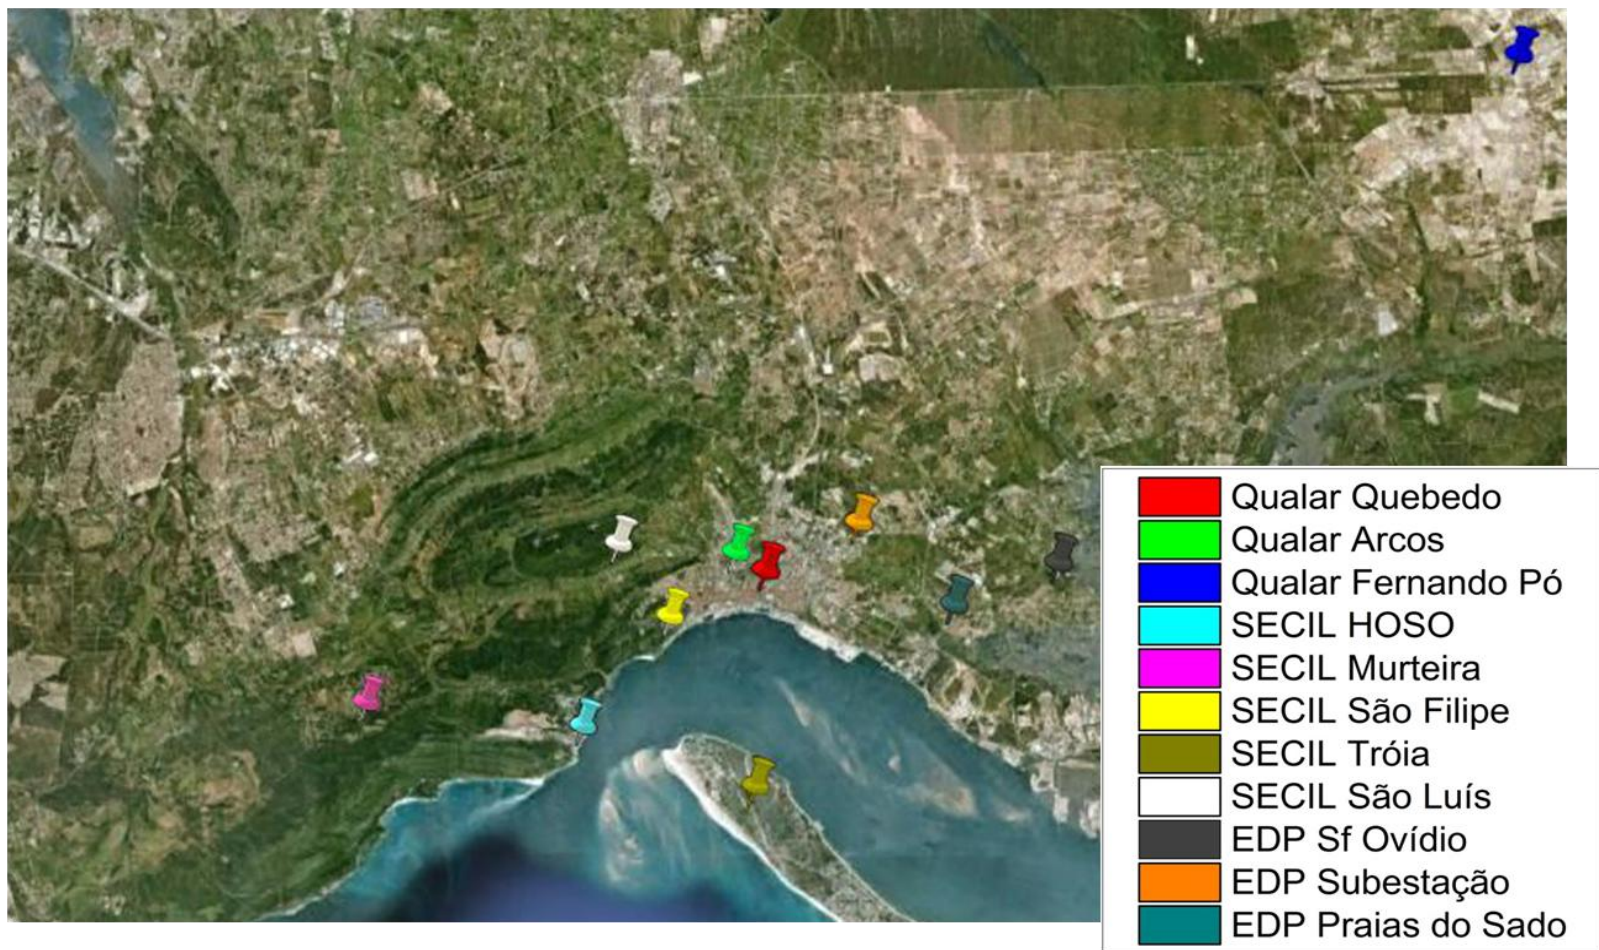 Qualar Quebedo
Qualar Arcos
Qualar Fernando Pó
SECIL HOSO
SECIL Murteira
SECIL São Filipe
SECIL Tróia
SECIL São Luís
EDP Sf Ovídio
EDP Subestação
EDP Praias do Sado